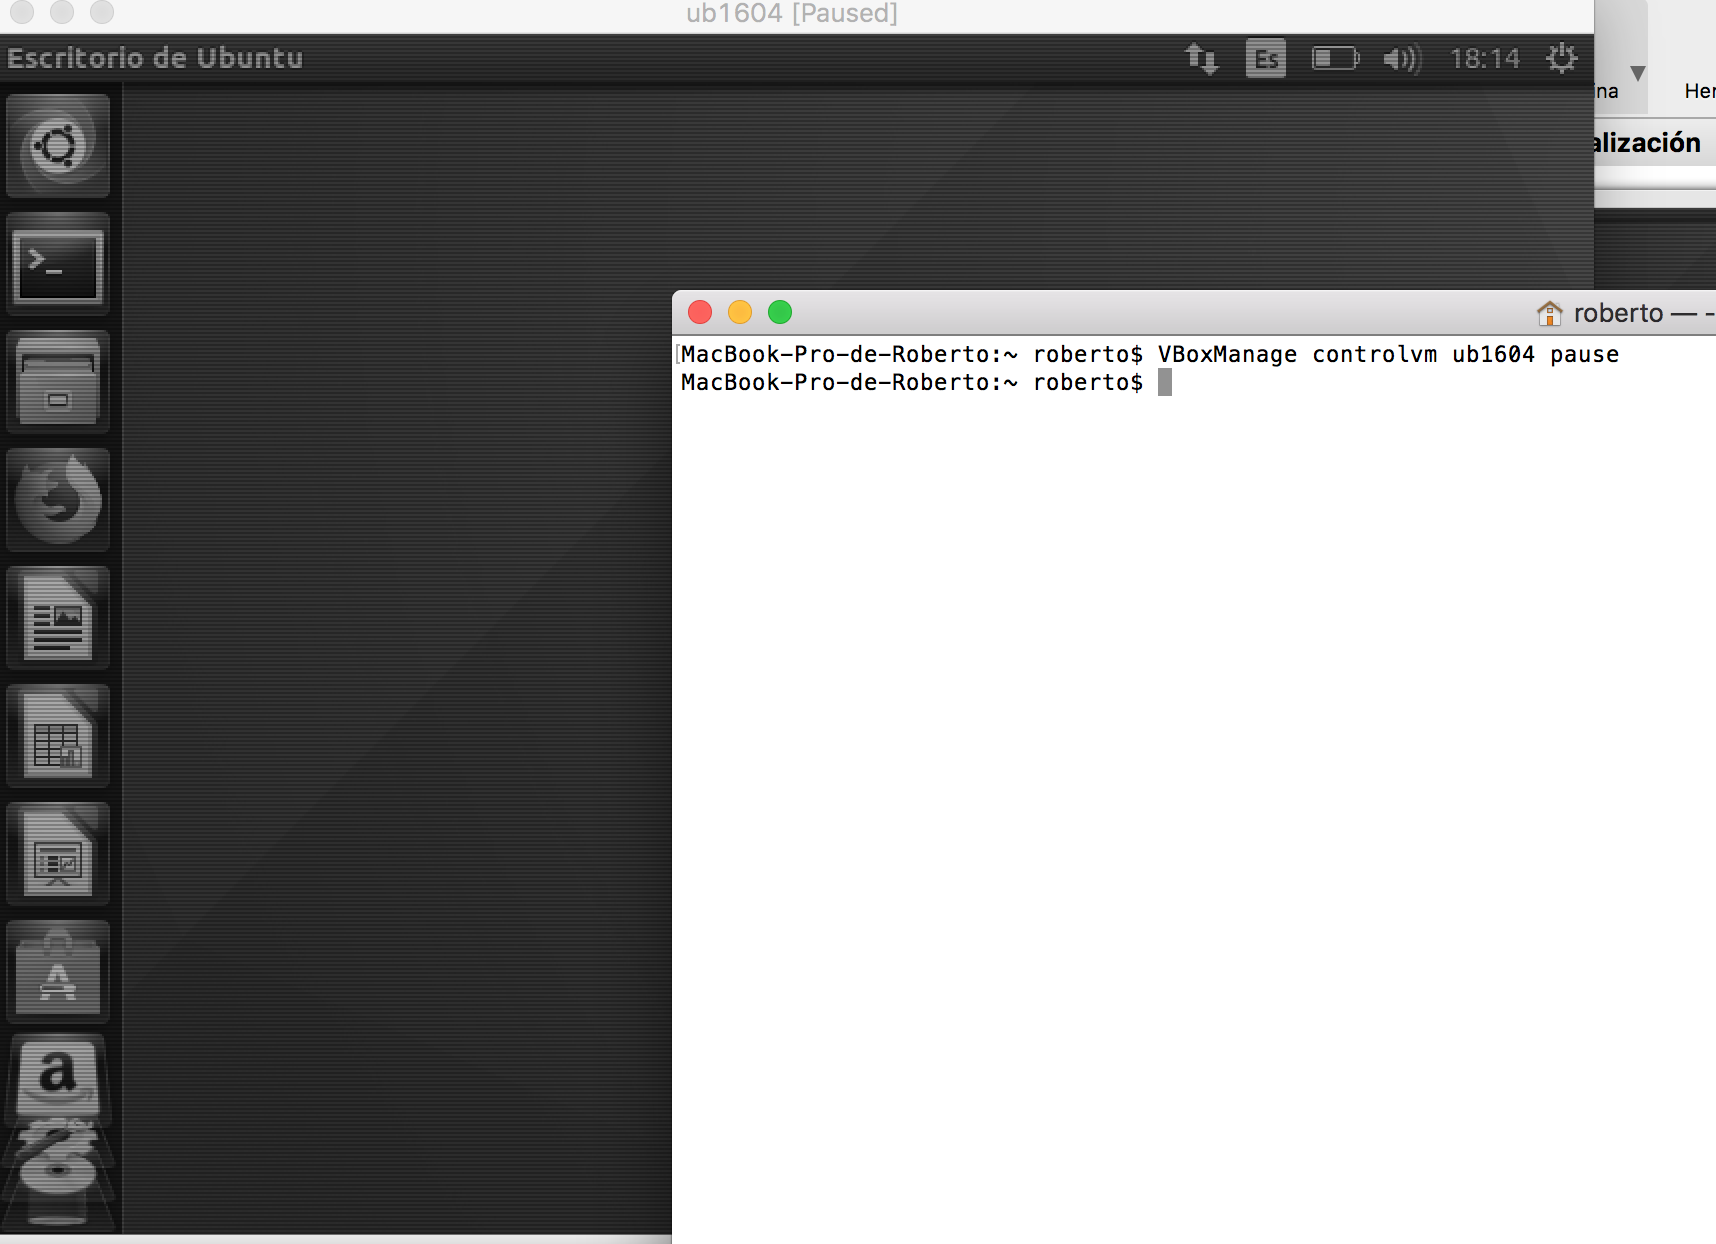 ub1604 [Paused]
Escritorio de Ubuntu
Es
18:14
ina
Her
alización
>_
A
a
roberto — -
MacBook-Pro-de-Roberto:~ roberto$ VBoxManage controlvm ub1604 pause
MacBook-Pro-de-Roberto:~ roberto$